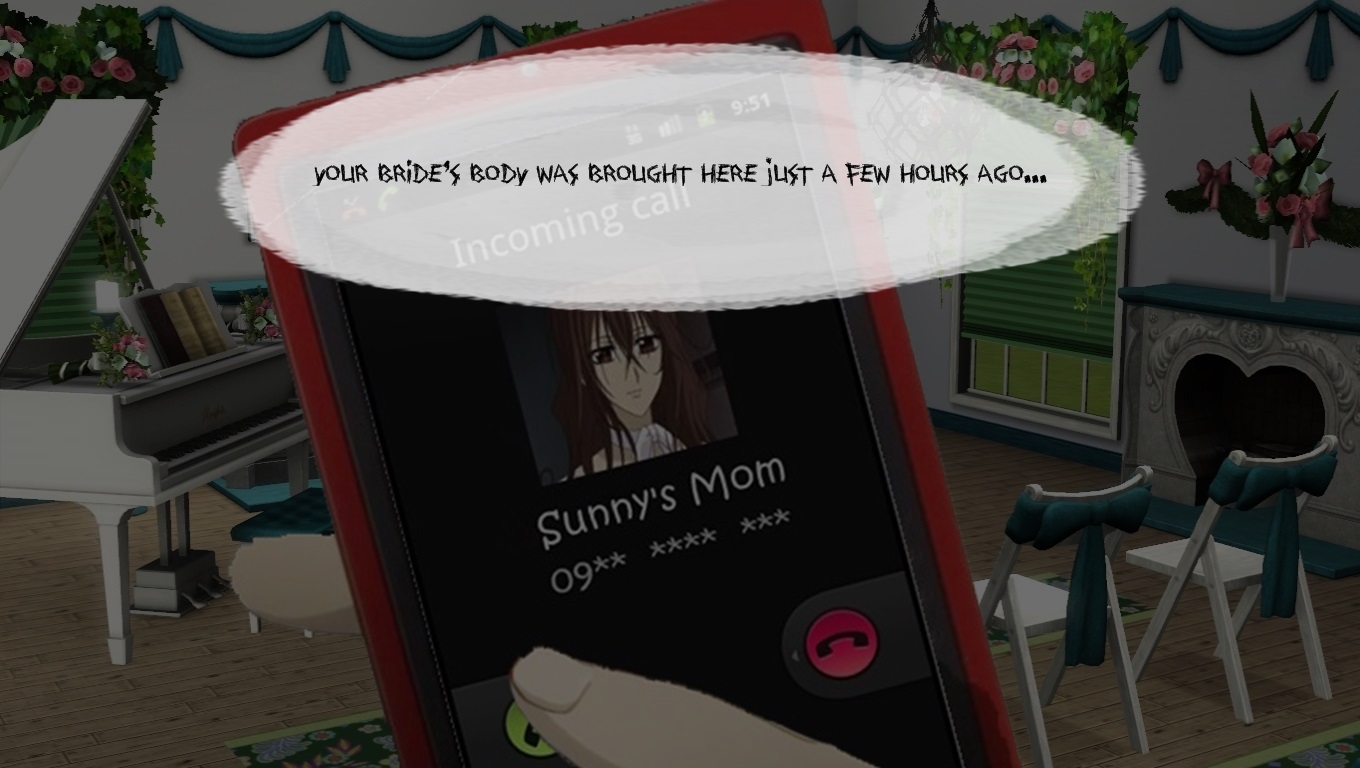 9:51
YOUR BRIDE'S BODY WAS BROUGHT HERE JUST A FEW HOURS AGO...
Incoming call
Sunny's Mom
09** **** ***